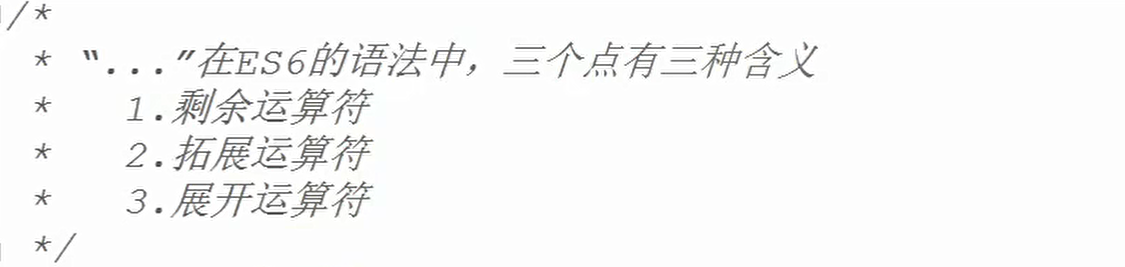 /*
* “...”在ES6的语法中，三个点有三种含义
* 1.剩余运算符
* 2.拓展运算符
* 3.展开运算符
*/